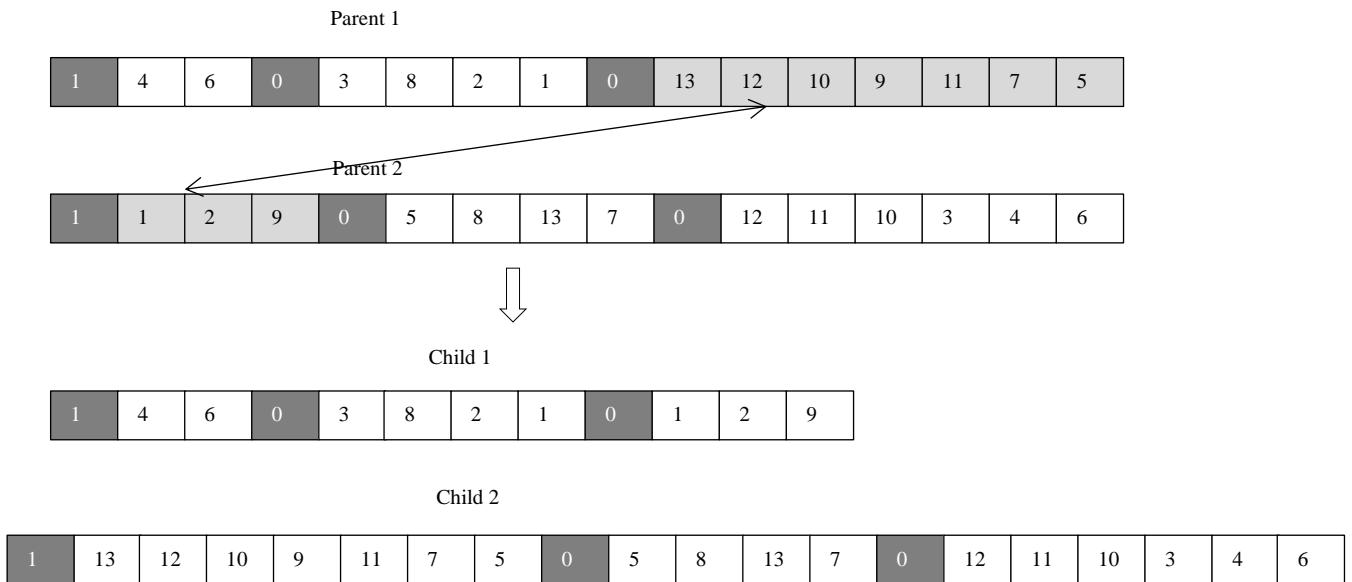 Parent 1
1 4 6 0 3 8 2 1 0 13 12 10 9 11 7 5
Parent 2
1 1 2 9 0 5 8 13 7 0 12 11 10 3 4 6
Child 1
1 4 6 0 3 8 2 1 0 1 2 9
Child 2
1 13 12 10 9 11 7 5 0 5 8 13 7 0 12 11 10 3 4 6